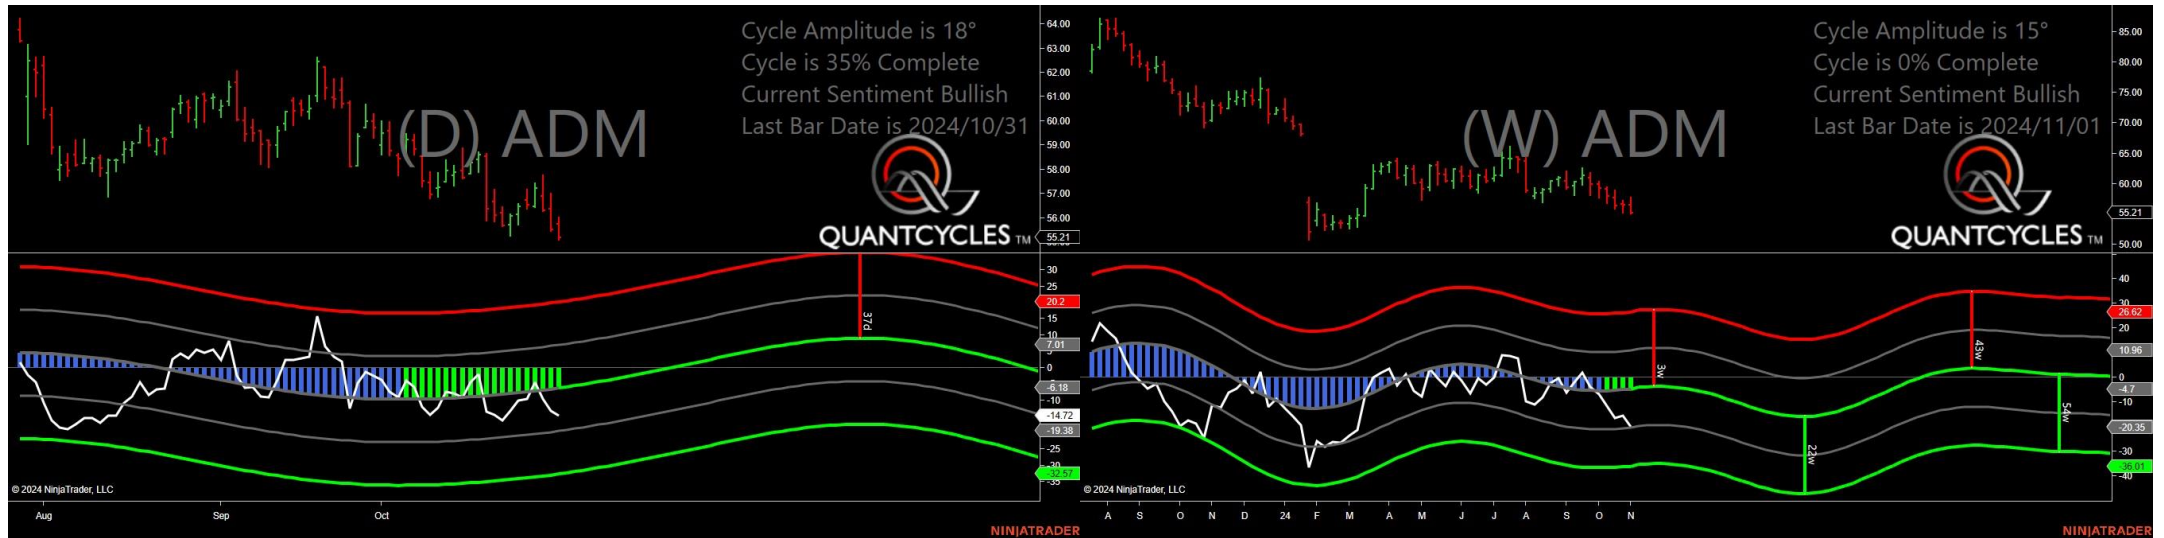 Cycle Amplitude is 18°
Cycle is 35% Complete
Current Sentiment Bullish
Last Bar Date is 2024/10/31
(D) ADM
QUANTCYCLES TM
64.00
63.00
62.00
61.00
60.00
59.00
58.00
57.00
56.00
55.21
37d
30
25
20.2
15
10
7.01
5
0
-6.18
-10
-14.72
-19.38
-25
-30
-32.57
-35
© 2024 NinjaTrader, LLC
Aug
Sep
Oct
NINJATRADER
Cycle Amplitude is 15°
Cycle is 0% Complete
Current Sentiment Bullish
Last Bar Date is 2024/11/01
(W) ADM
QUANTCYCLES TM
85.00
80.00
75.00
70.00
65.00
60.00
55.21
50.00
3w
43w
22w
54w
40
26.62
20
10.96
0
-4.7
-10
-20.35
-30
-36.01
-40
© 2024 NinjaTrader, LLC
A S O N D 24 F M A M J J A S O N
NINJATRADER